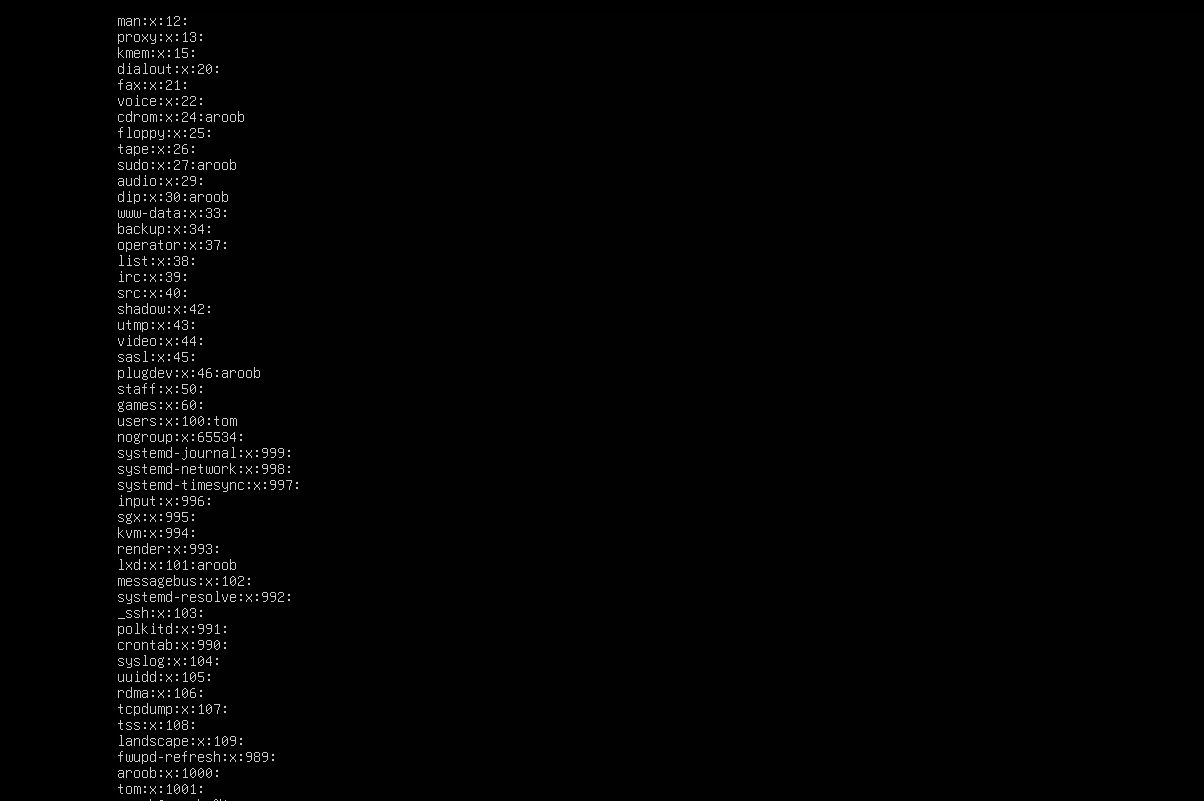 man:x:12:
proxy:x:13:
kmem:x:15:
dialout:x:20:
fax:x:21:
voice:x:22:
cdrom:x:24:aroob
floppy:x:25:
tape:x:26:
sudo:x:27:aroob
audio:x:29:
dip:x:30:aroob
www-data:x:33:
backup:x:34:
operator:x:37:
list:x:38:
irc:x:39:
src:x:40:
shadow:x:42:
utmp:x:43:
video:x:44:
sasl:x:45:
plugdev:x:46:aroob
staff:x:50:
games:x:60:
users:x:100:tom
nogroup:x:65534:
systemd-journal:x:999:
systemd-network:x:998:
systemd-timesync:x:997:
input:x:996:
sgx:x:995:
kvm:x:994:
render:x:993:
lxd:x:101:aroob
messagebus:x:102:
systemd-resolve:x:992:
_ssh:x:103:
polkitd:x:991:
crontab:x:990:
syslog:x:104:
uuidd:x:105:
rdma:x:106:
tcpdump:x:107:
tss:x:108:
landscape:x:109:
fwupd-refresh:x:989:
aroob:x:1000:
tom:x:1001: